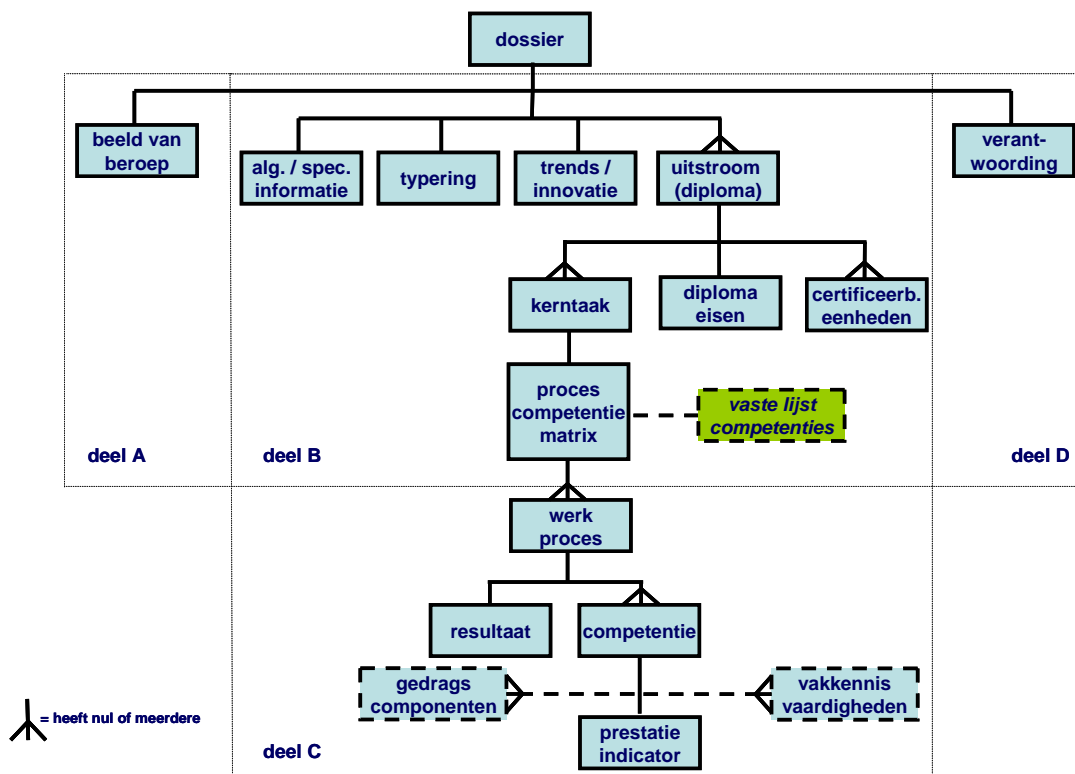 dossier
beeld van
beroep
alg. / spec.
informatie
typering
trends /
innovatie
uitstroom
(diploma)
verant-
woording
kerntaak
diploma
eisen
certificeerb.
eenheden
proces
competentie
matrix
vaste lijst
competenties
deel A
deel B
deel D
werk
proces
resultaat
competentie
gedrags
componenten
vakkennis
vaardigheden
= heeft nul of meerdere
prestatie
indicator
deel C